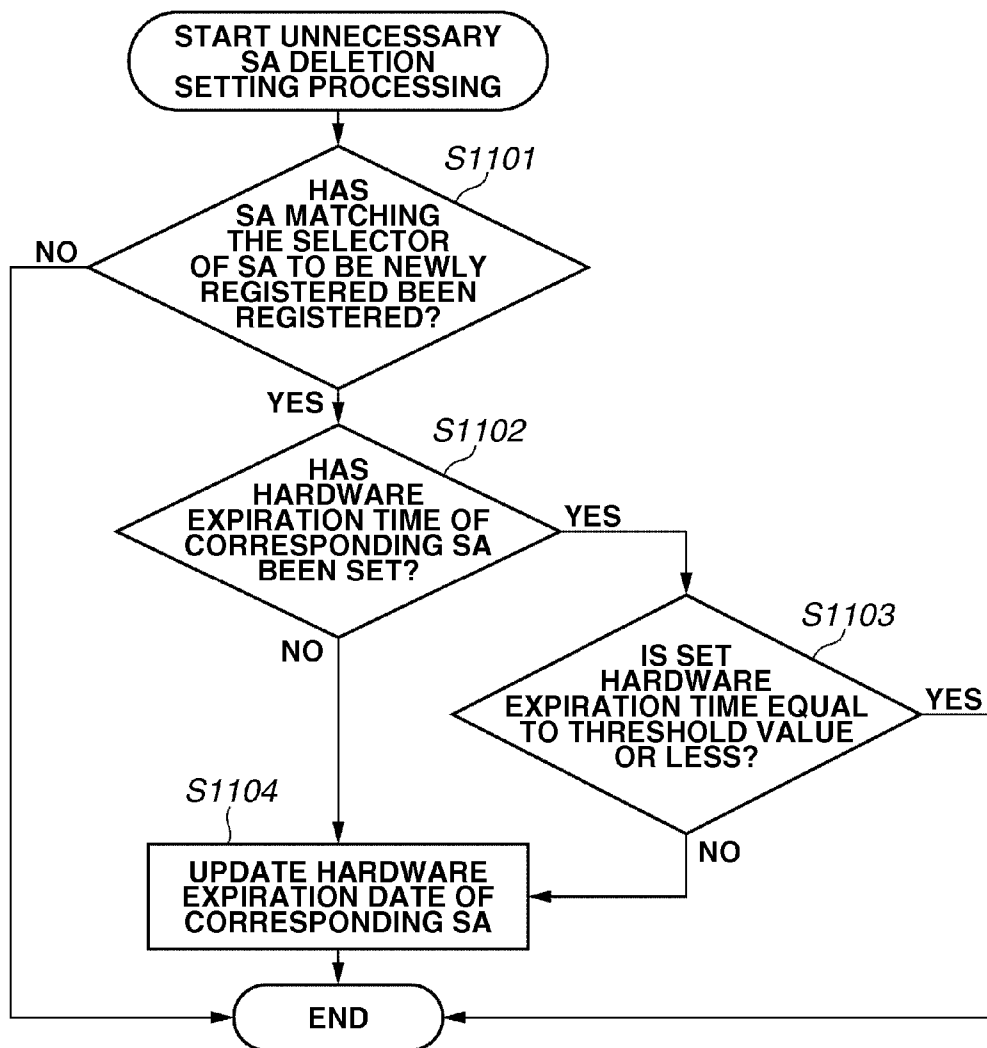 START UNNECESSARY
SA DELETION
SETTING PROCESSING
S1101
HAS
SA MATCHING
THE SELECTOR
OF SA TO BE NEWLY
REGISTERED BEEN
REGISTERED?
NO
YES
S1102
HAS
HARDWARE
EXPIRATION TIME OF
CORRESPONDING SA
BEEN SET?
YES
NO
S1103
IS SET
HARDWARE
EXPIRATION TIME EQUAL
TO THRESHOLD VALUE
OR LESS?
YES
NO
S1104
UPDATE HARDWARE
EXPIRATION DATE OF
CORRESPONDING SA
END